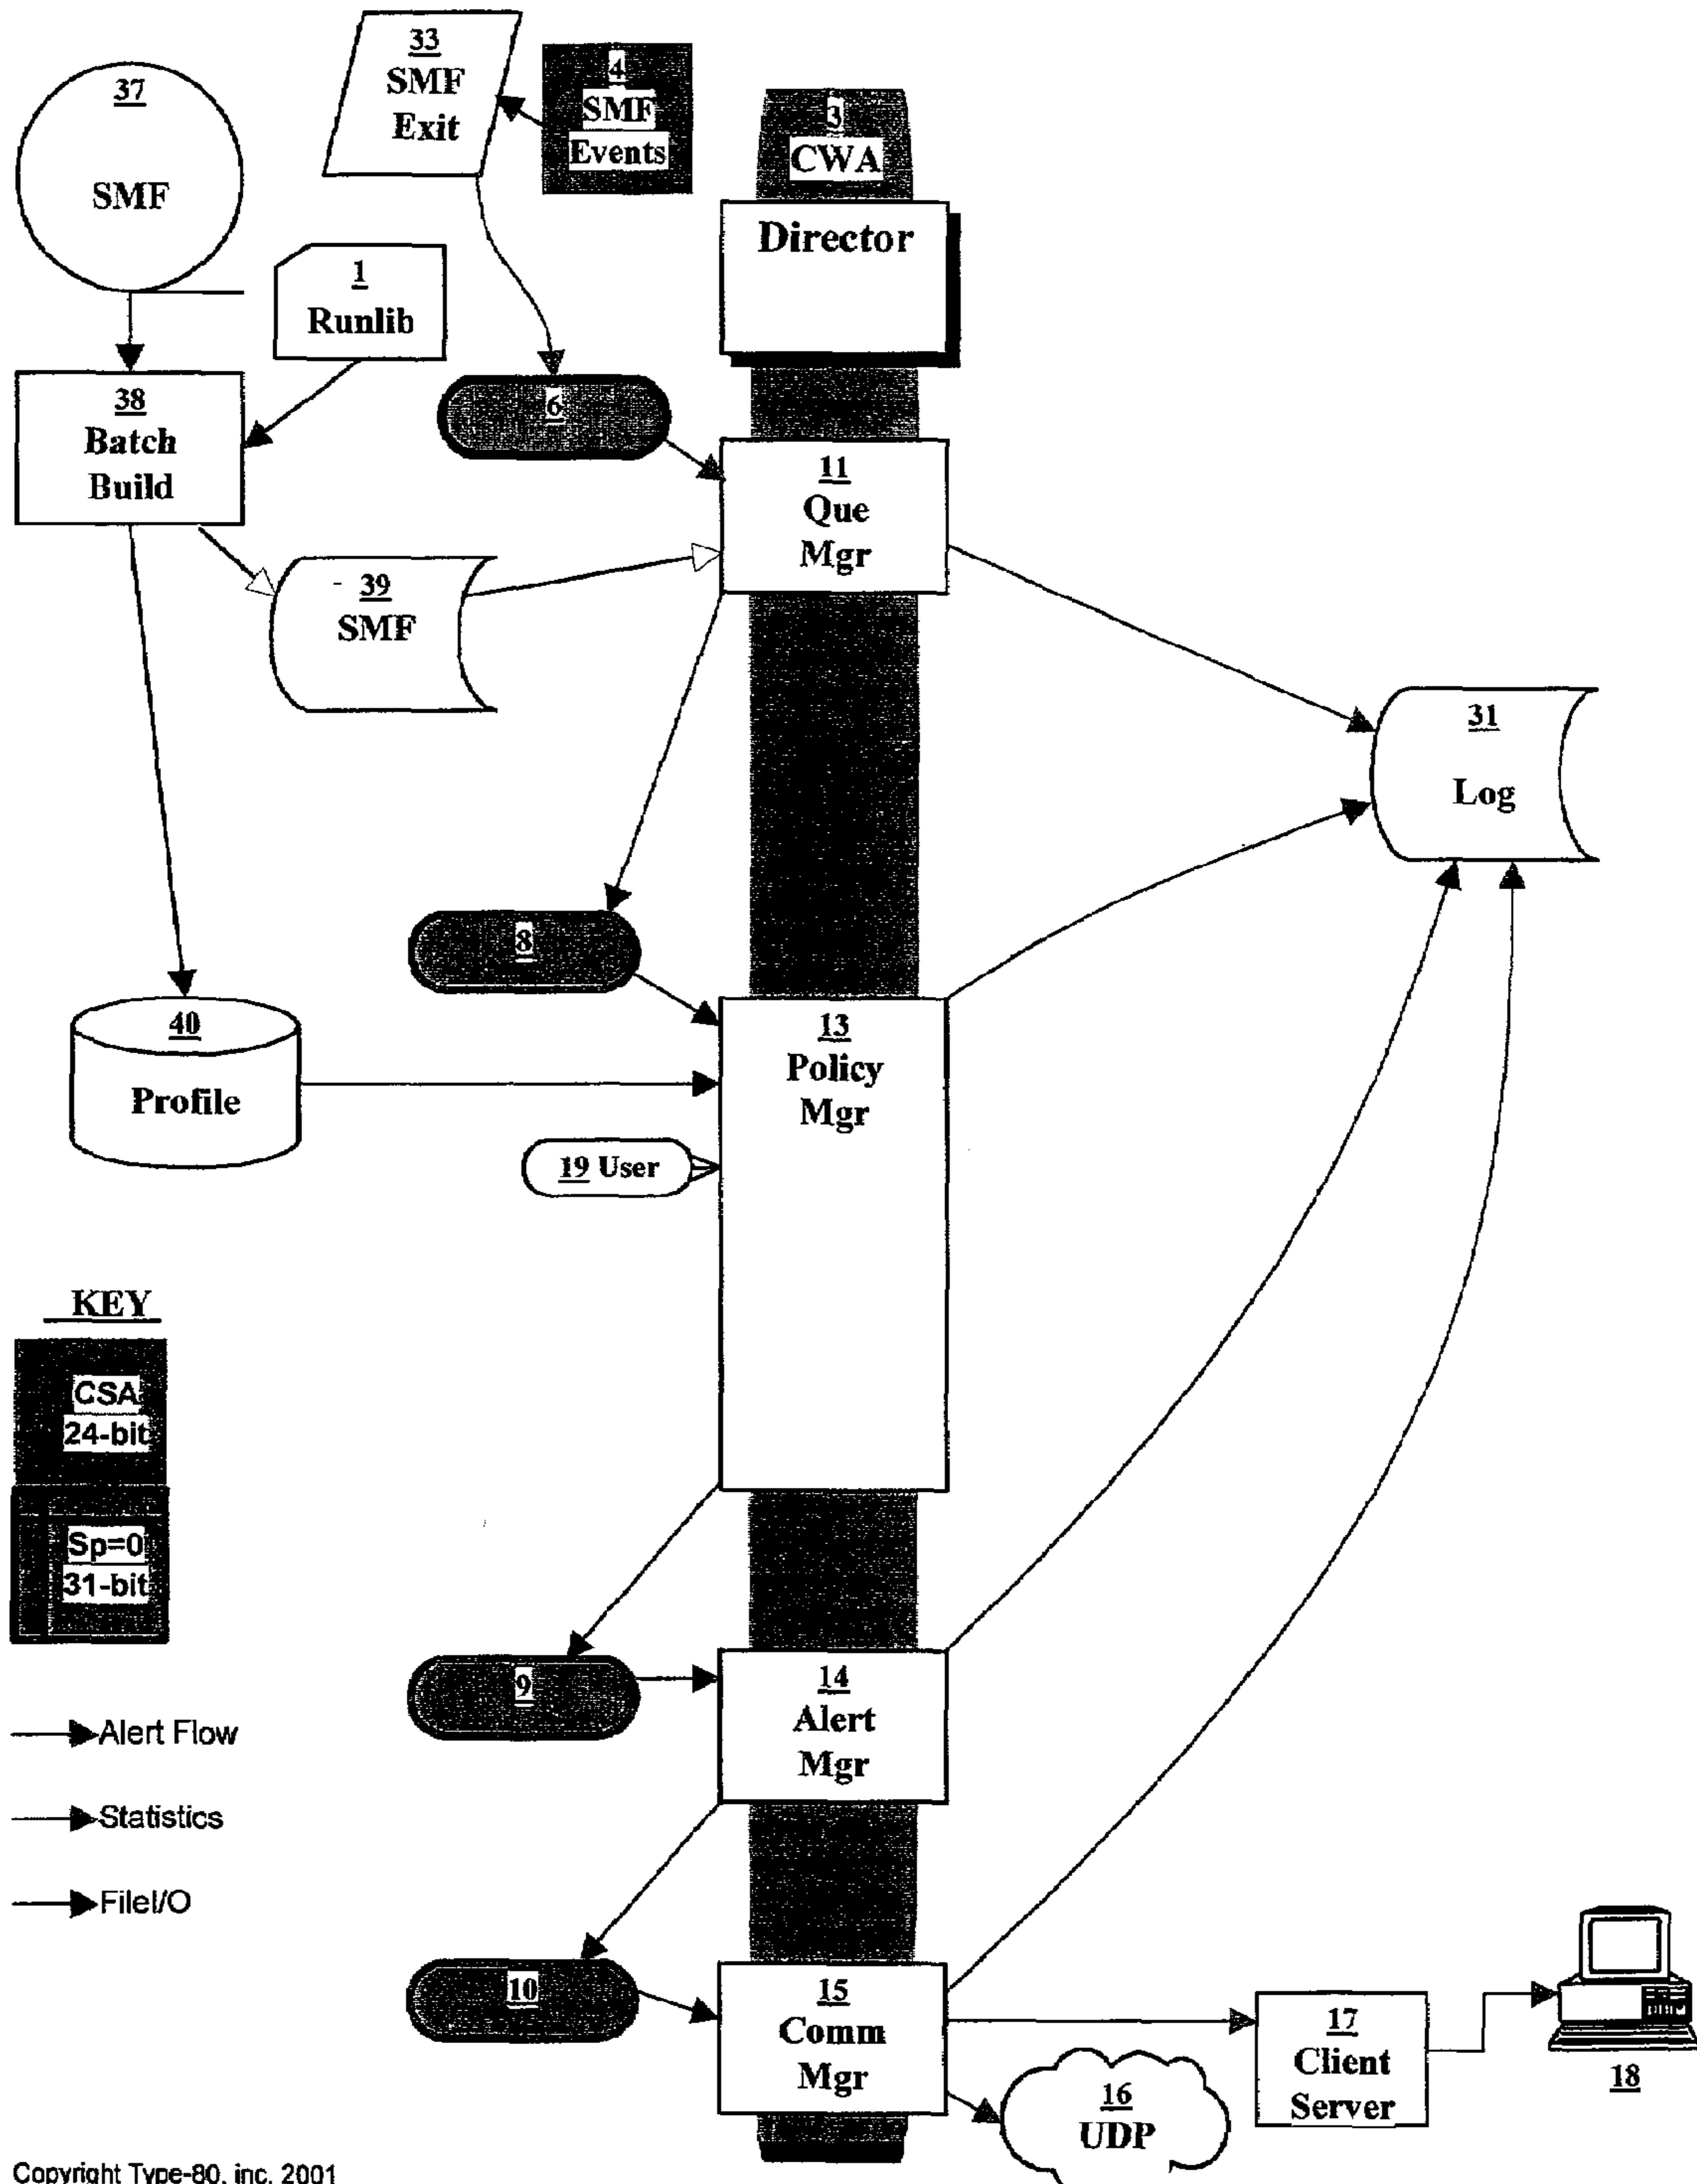 33
SMF
Exit
4
SMF
Events
37
SMF
3
CWA
Director
1
Runlib
38
Batch
Build
6
11
Que
Mgr
39
SMF
31
Log
8
13
Policy
Mgr
40
Profile
19 User
KEY
CSA
24-bit
Sp=0
31-bit
9
14
Alert
Mgr
Alert Flow
Statistics
FileI/O
10
15
Comm
Mgr
17
Client
Server
18
16
UDP
Copyright Type-80, inc. 2001